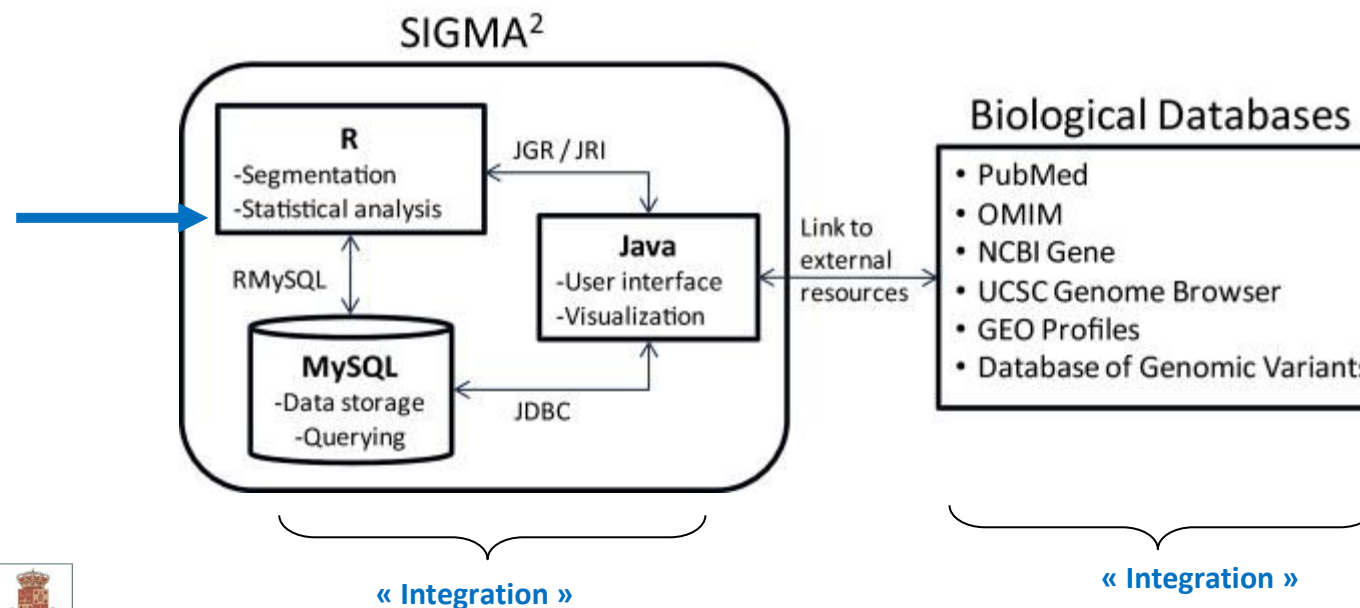 SIGMA²
R
-Segmentation
-Statistical analysis
JGR / JRI
RMySQL
Java
-User interface
-Visualization
MySQL
-Data storage
-Querying
JDBC
Link to
external
resources
Biological Databases
• PubMed
• OMIM
• NCBI Gene
• UCSC Genome Browser
• GEO Profiles
• Database of Genomic Variants
« Integration »
« Integration »